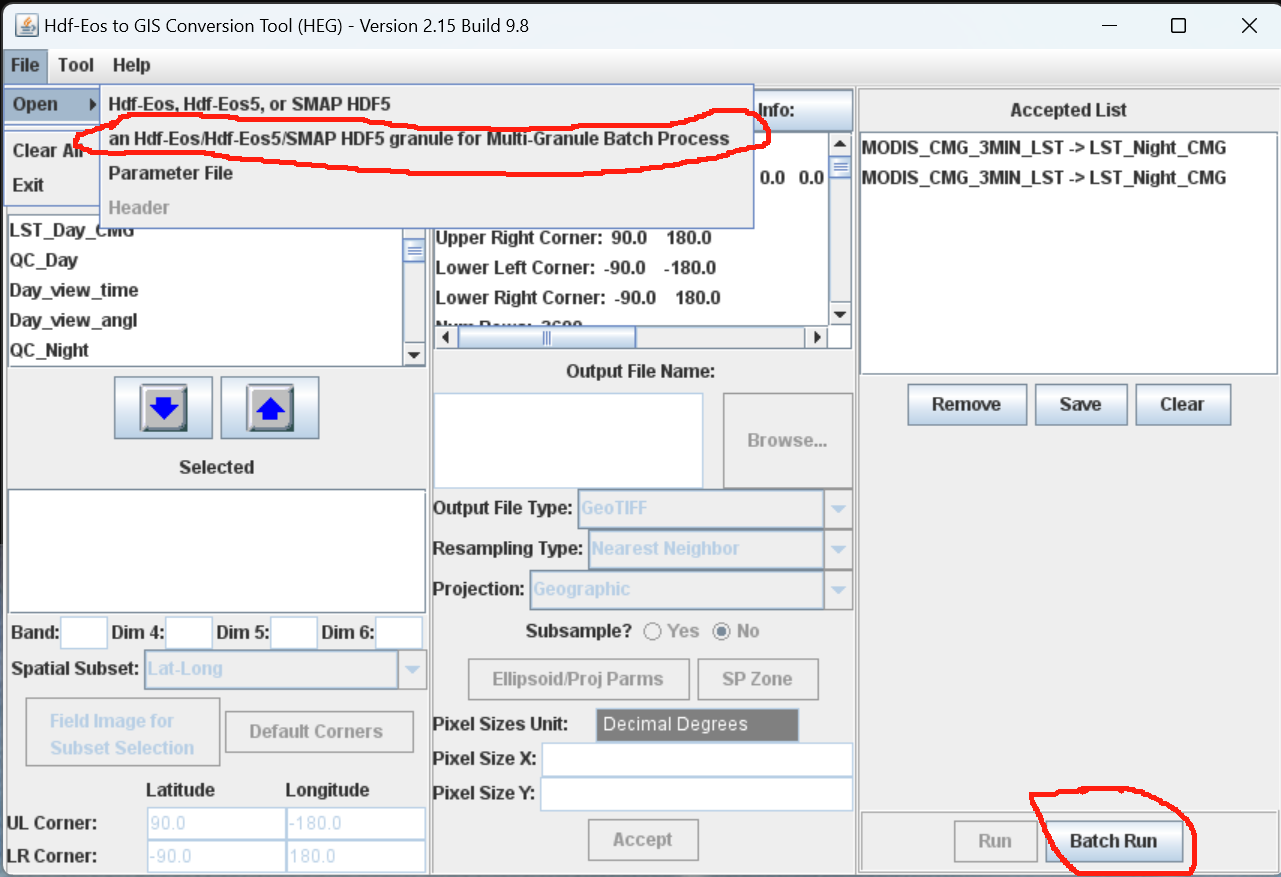 Hdf-Eos to GIS Conversion Tool (HEG) - Version 2.15 Build 9.8
File Tool Help
Open
Hdf-Eos, Hdf-Eos5, or SMAP HDF5
an Hdf-Eos/Hdf-Eos5/SMAP HDF5 granule for Multi-Granule Batch Process
Parameter File
Header
Clear All
Exit
LST_Day_CMG
QC_Day
Day_view_time
Day_view_angl
QC_Night
Selected
Band: Dim 4: Dim 5: Dim 6:
Spatial Subset: Lat-Long
Field Image for
Subset Selection
Default Corners
Latitude Longitude
UL Corner: 90.0 -180.0
LR Corner: -90.0 180.0
Info:
0.0 0.0
Upper Right Corner: 90.0 180.0
Lower Left Corner: -90.0 -180.0
Lower Right Corner: -90.0 180.0
Num Rows: 3600
Output File Name:
Browse...
Output File Type: GeoTIFF
Resampling Type: Nearest Neighbor
Projection: Geographic
Subsample? Yes No
Ellipsoid/Proj Parms SP Zone
Pixel Sizes Unit: Decimal Degrees
Pixel Size X:
Pixel Size Y:
Accept
Accepted List
MODIS_CMG_3MIN_LST -> LST_Night_CMG
MODIS_CMG_3MIN_LST -> LST_Night_CMG
Remove Save Clear
Run Batch Run